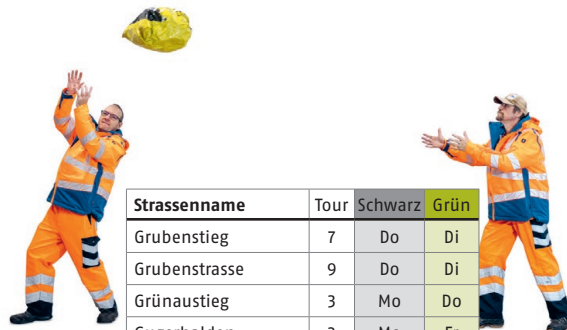 Strassenname Tour Schwarz Grün
Grubenstieg 7 Do Di
Grubenstrasse 9 Do Di
Grünaustieg 3 Mo Do